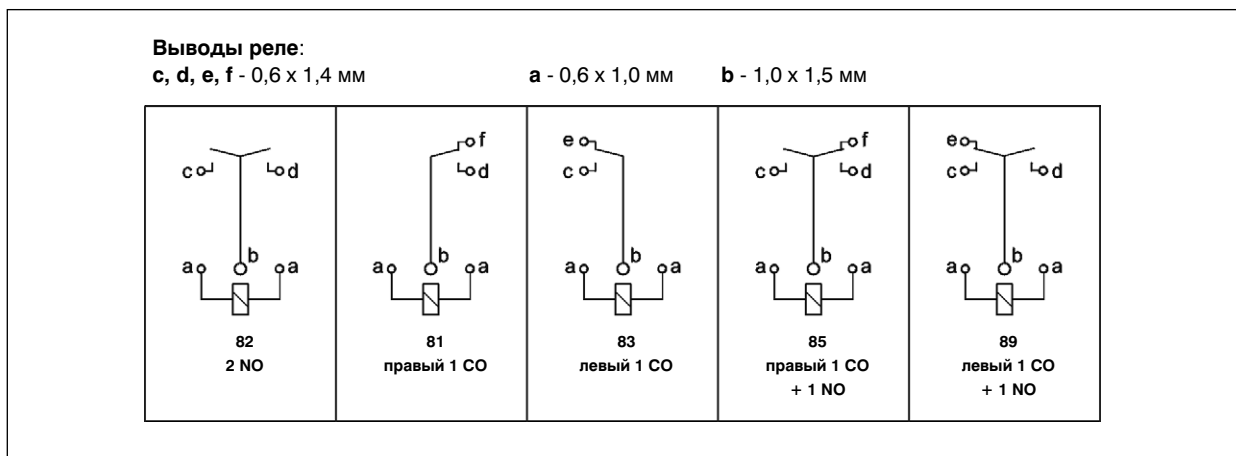 Выводы реле:
c, d, e, f - 0,6 x 1,4 мм a - 0,6 x 1,0 мм b - 1,0 x 1,5 мм
c d b a a
82
2 NO
f d b a a
81
правый 1 CO
e c b a a
83
левый 1 CO
f c d b a a
85
правый 1 CO
+ 1 NO
e c d b a a
89
левый 1 CO
+ 1 NO